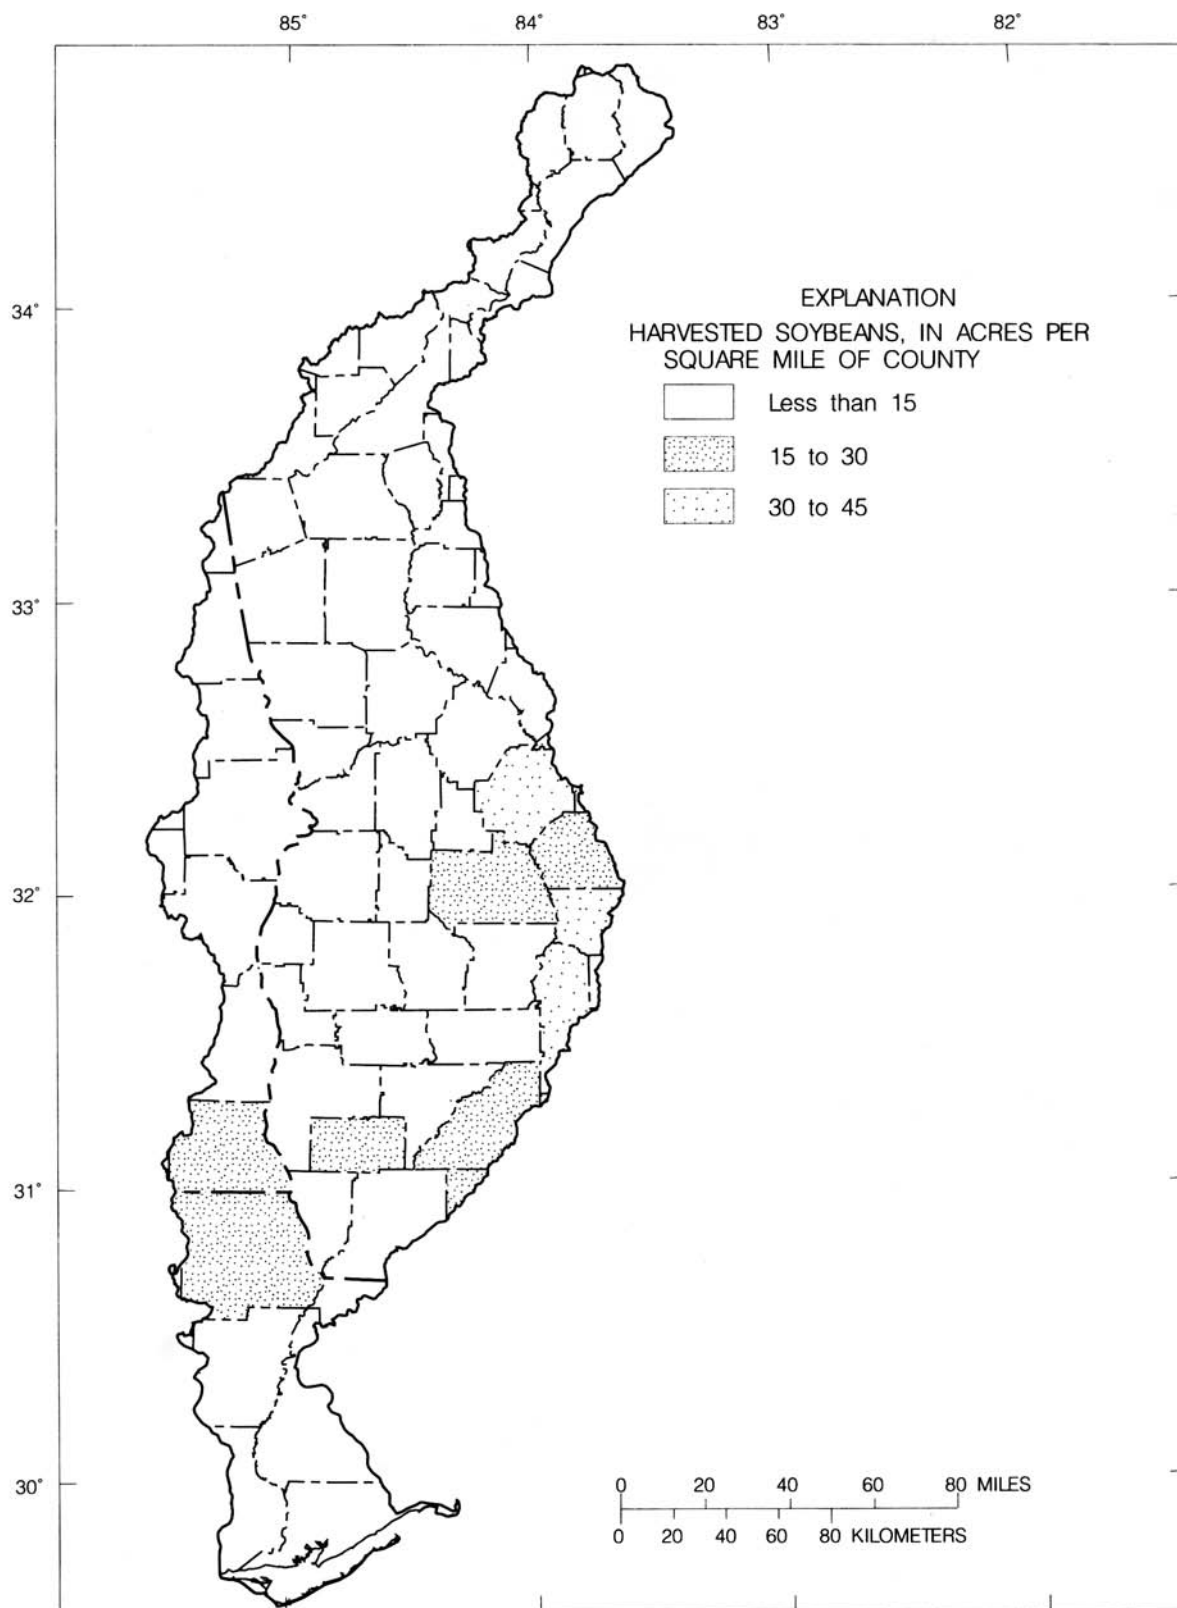 85° 84° 83° 82°
34°
33°
32°
31°
30°
EXPLANATION
HARVESTED SOYBEANS, IN ACRES PER
SQUARE MILE OF COUNTY
Less than 15
15 to 30
30 to 45
0 20 40 60 80 MILES
0 20 40 60 80 KILOMETERS